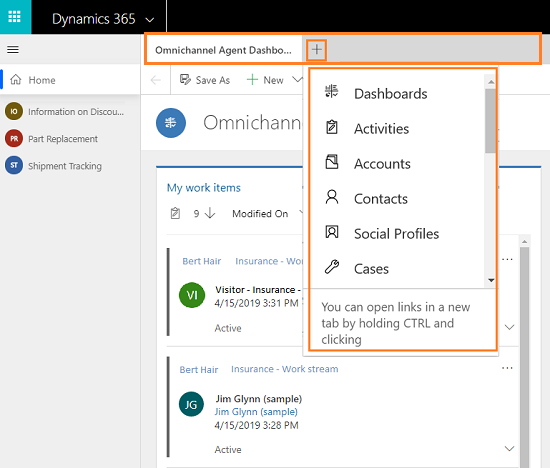 Dynamics 365
Omnichannel Agent Dashbo...
Home
Save As
New
IO Information on Discou...
PR Part Replacement
ST Shipment Tracking
Omnichannel
Dashboards
Activities
Accounts
Contacts
Social Profiles
Cases
You can open links in a new
tab by holding CTRL and
clicking
My work items
9
Modified On
Bert Hair Insurance - Work s
VI
Visitor - Insurance -
4/15/2019 3:31 PM
Active
Bert Hair Insurance - Work stream
JG
Jim Glynn (sample)
Jim Glynn (sample)
4/15/2019 3:28 PM
Active